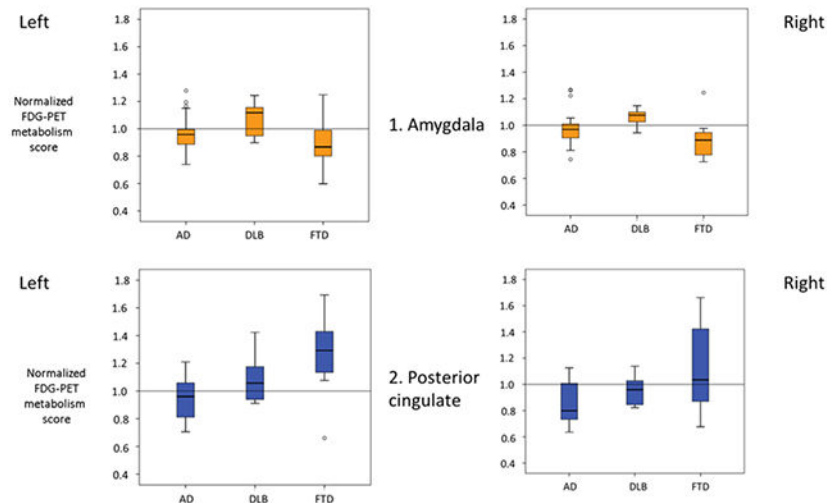 Left
Right
Normalized
FDG-PET
metabolism
score
1.8
1.6
1.4
1.2
1.0
0.8
0.6
0.4
AD
DLB
FTD
1. Amygdala
1.8
1.6
1.4
1.2
1.0
0.8
0.6
0.4
AD
DLB
FTD
Left
Right
Normalized
FDG-PET
metabolism
score
1.8
1.6
1.4
1.2
1.0
0.8
0.6
0.4
AD
DLB
FTD
2. Posterior
cingulate
1.8
1.6
1.4
1.2
1.0
0.8
0.6
0.4
AD
DLB
FTD